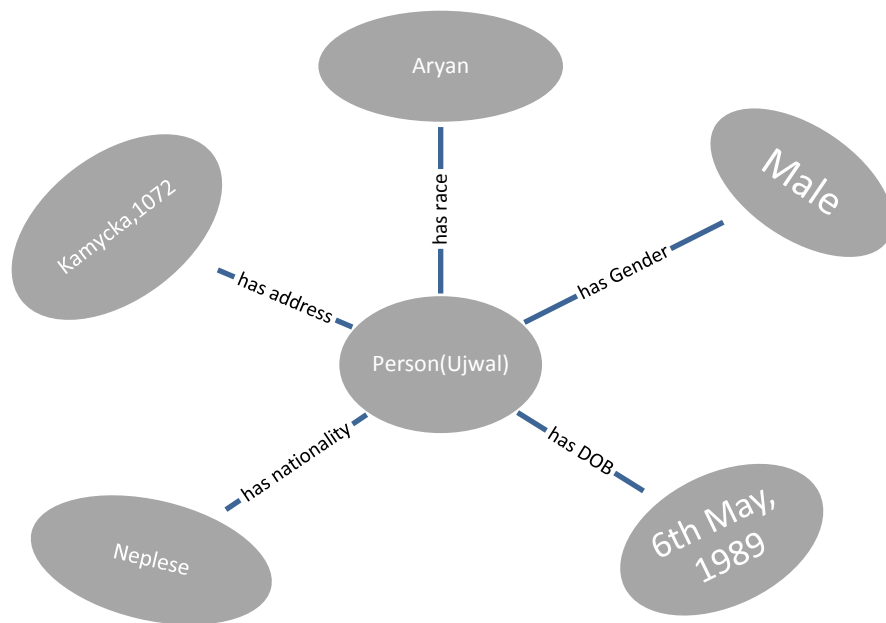 Aryan
Male
Kamycka,1072
has race
has Gender
has address
Person(Ujwal)
has nationality
has DOB
6th May,
1989
Neplese